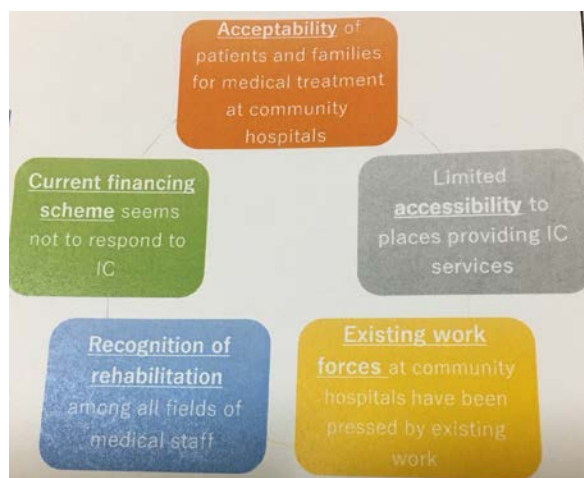 Acceptability of
patients and families
for medical treatment
at community
hospitals
Limited
accessibility to
places providing IC
services
Existing work
forces at community
hospitals have been
pressed by existing
work
Recognition of
rehabilitation
among all fields of
medical staff
Current financing
scheme seems
not to respond to
IC